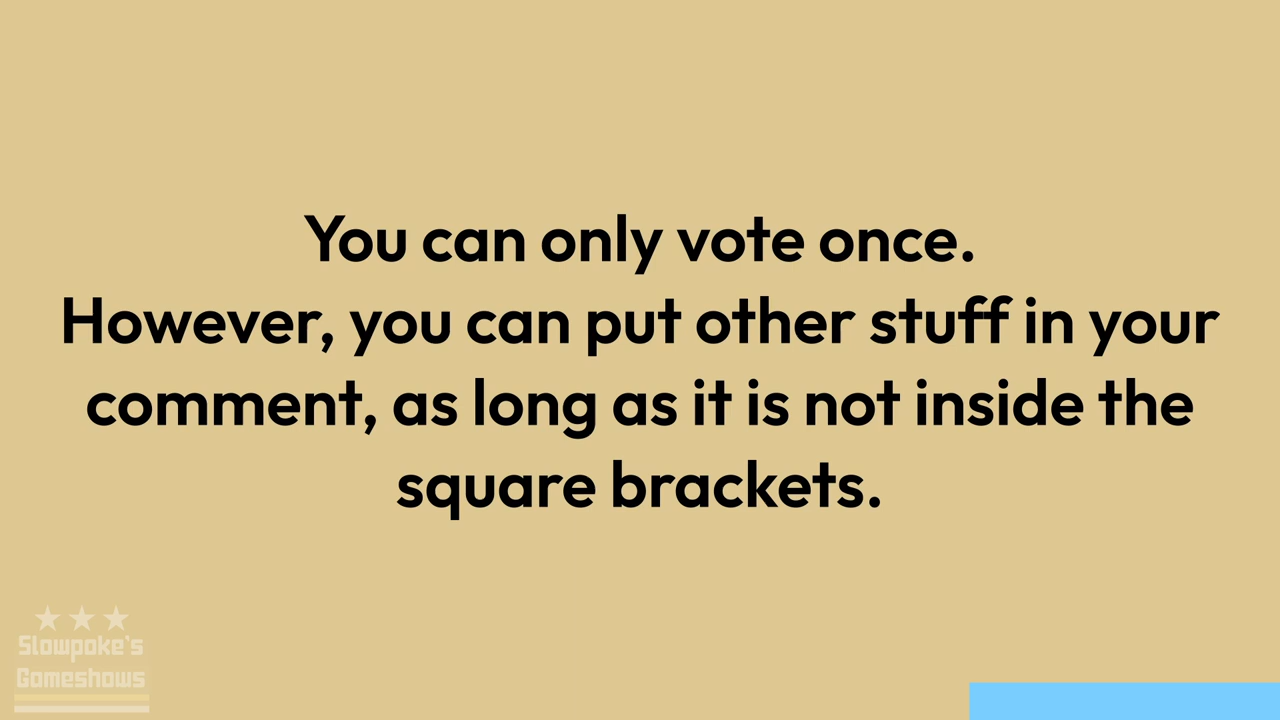 You can only vote once.
However, you can put other stuff in your
comment, as long as it is not inside the
square brackets.
Slowpoke's
Gameshows